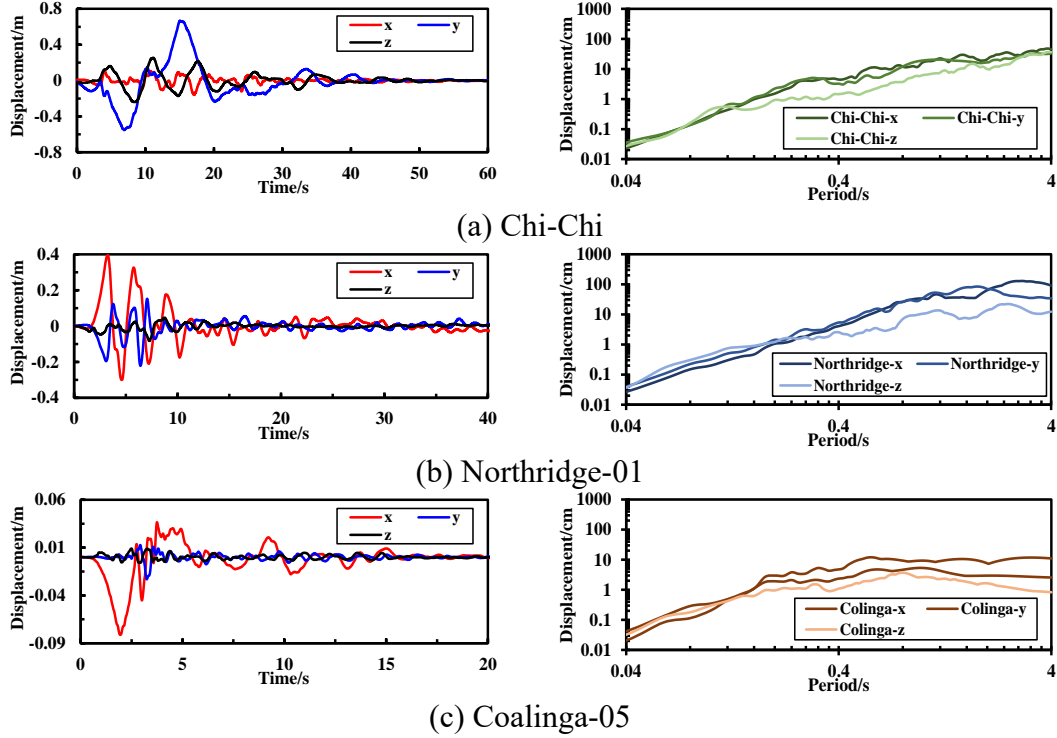 Displacement/m
0.8
0.4
0
-0.4
-0.8
x
y
z
0
10
20
30
40
50
60
Time/s
Displacement/cm
1000
100
10
1
0.1
0.01
Chi-Chi-x
Chi-Chi-y
Chi-Chi-z
0.04
0.4
4
Period/s
(a) Chi-Chi
Displacement/m
0.4
0.2
0
-0.2
-0.4
x
y
z
0
10
20
30
40
Time/s
Displacement/cm
1000
100
10
1
0.1
0.01
Northridge-x
Northridge-y
Northridge-z
0.04
0.4
4
Period/s
(b) Northridge-01
Displacement/m
0.06
0.01
-0.04
-0.09
x
y
z
0
5
10
15
20
Time/s
Displacement/cm
1000
100
10
1
0.1
0.01
Colinga-x
Colinga-y
Colinga-z
0.04
0.4
4
Period/s
(c) Coalinga-05